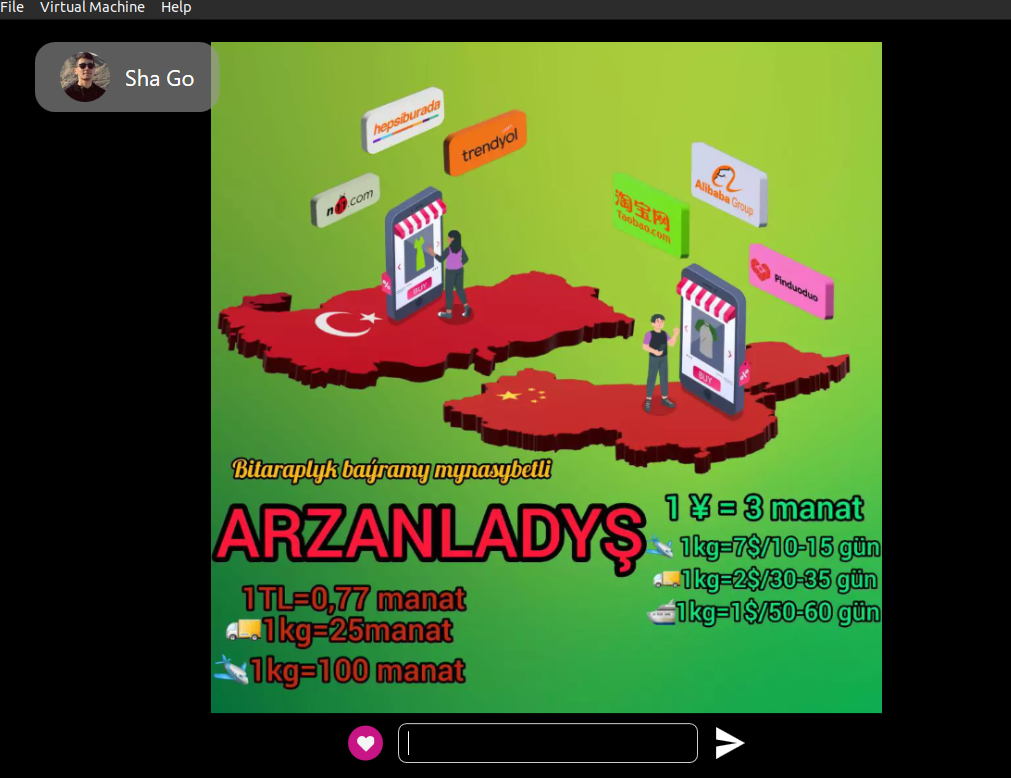 File Virtual Machine Help
Sha Go
hepsiburada
trendyol
n11.com
Alibaba Group
淘宝网
Taobao.com
Pinduoduo
BUY
%
BUY
%
Bitaraplyk baýramy mynasybetli
ARZANLADYŞ
1TL=0,77 manat
1kg=25manat
1kg=100 manat
1 ¥ = 3 manat
1kg=7$/10-15 gün
1kg=2$/30-35 gün
1kg=1$/50-60 gün